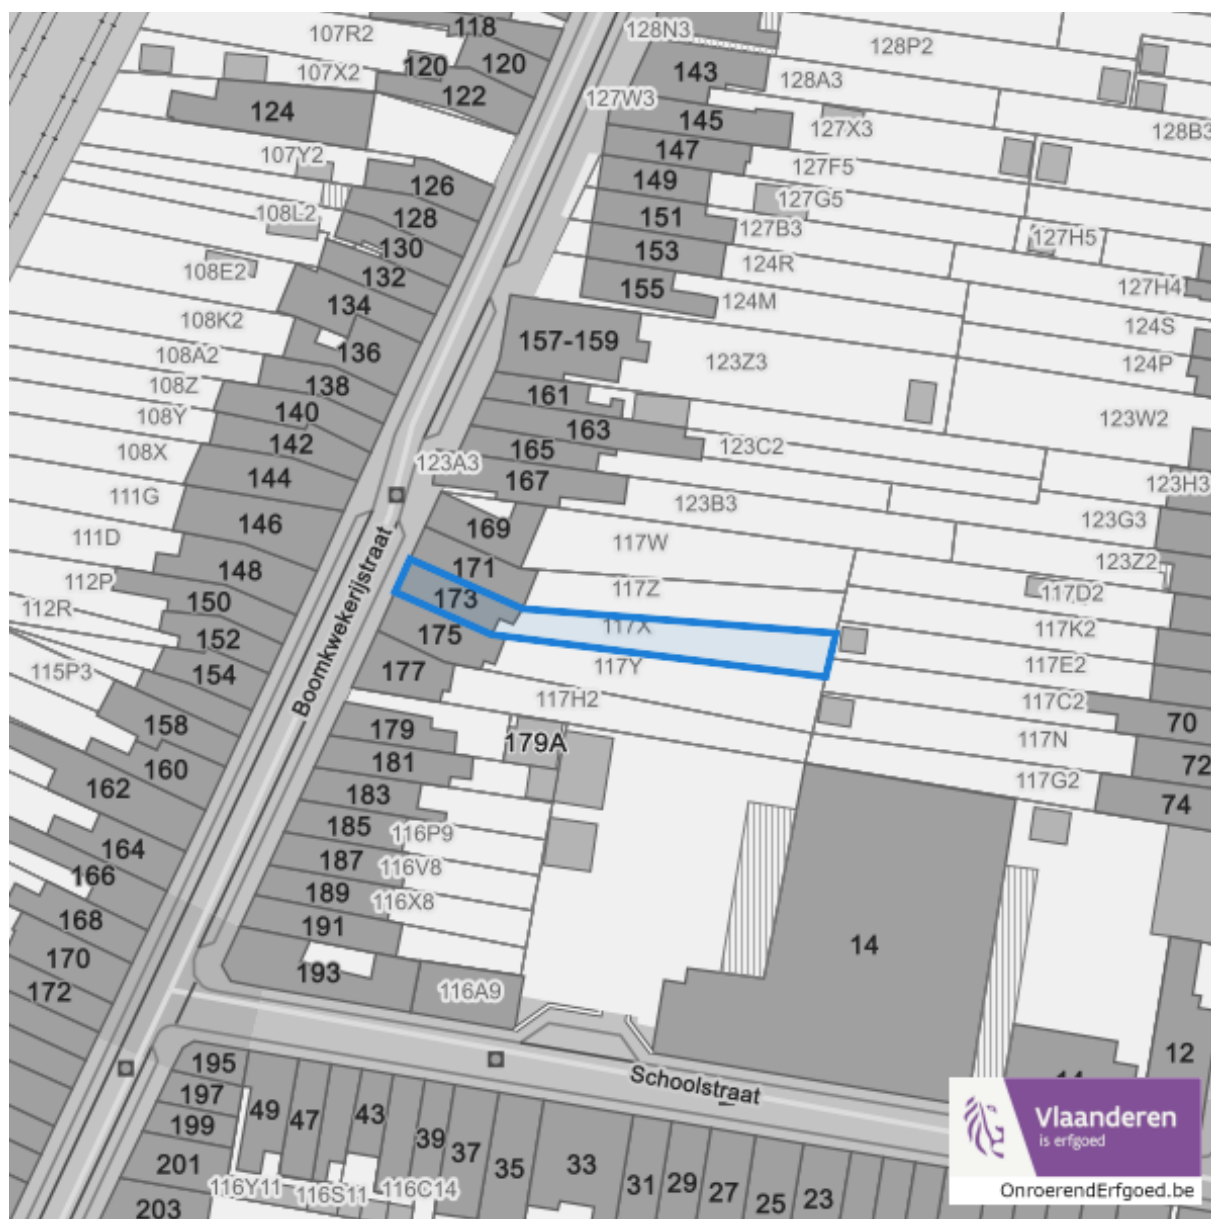 118
107R2
128N3
128P2
120
120
107X2
143
128A3
122
127W3
124
145
127X3
128B3
147
107Y2
127F5
149
126
127G5
108L2
151
128
127B3
127H5
130
153
124R
108E2
132
155
127H4
134
124M
108K2
124S
157-159
136
108A2
123Z3
124P
108Z
138
161
108Y
140
123W2
163
142
165
123C2
108X
123A3
144
167
123H3
111G
123B3
146
169
123G3
111D
117W
148
171
123Z2
112P
117Z
117D2
150
173
112R
117X
117K2
152
175
115P3
154
177
117Y
117E2
Boomkwekerijstraat
117H2
117C2
158
179
179A
70
117N
160
181
72
162
183
117G2
74
185
116P9
164
187
116V8
166
189
116X8
168
191
14
170
193
116A9
172
12
195
Schoolstraat
14
197
49
47
43
39
37
35
33
31
29
27
25
23
199
201
116Y11
116S11
116C14
203
Vlaanderen
is erfgoed
OnroerendErfgoed.be